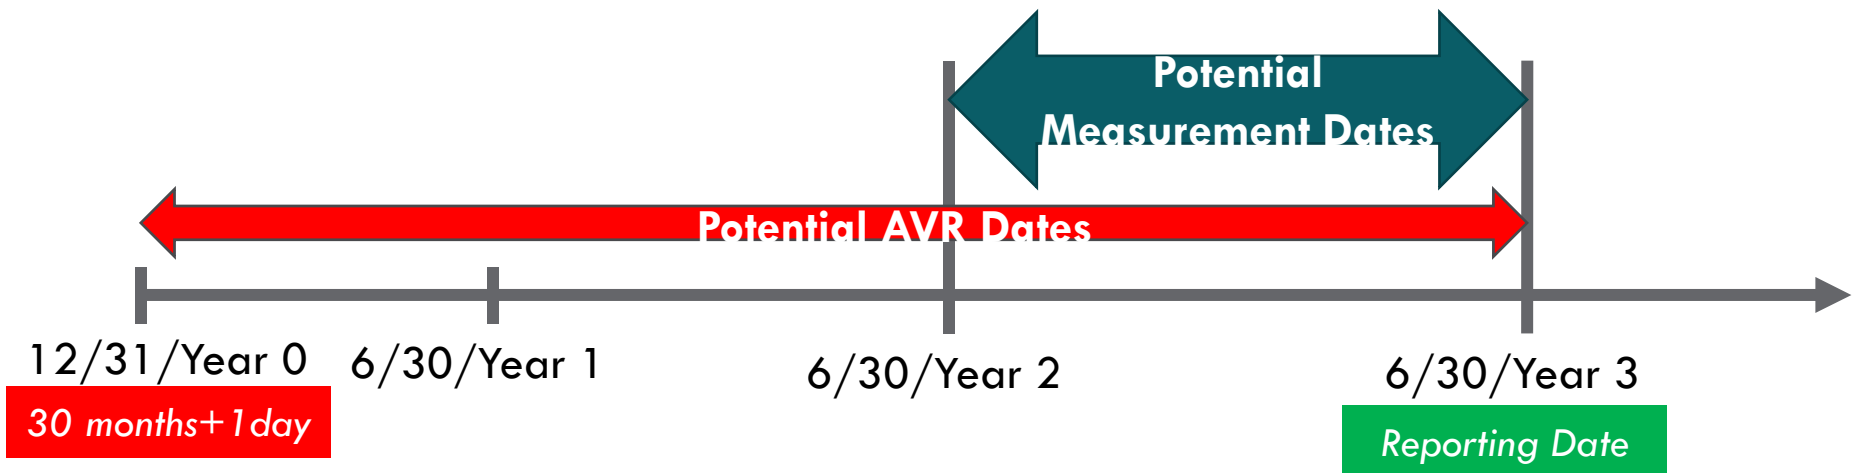 Potential
Measurement Dates
Potential AVR Dates
12/31/Year 0
6/30/Year 1
6/30/Year 2
6/30/Year 3
30 months+1day
Reporting Date